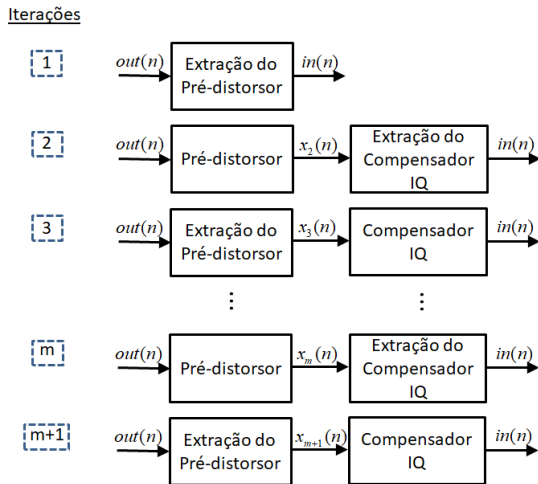 Iterações
1
out(n)
Extração do
Pré-distorsor
in(n)
2
out(n)
Pré-distorsor
x₂(n)
Extração do
Compensador
IQ
in(n)
3
out(n)
Extração do
Pré-distorsor
x₃(n)
Compensador
IQ
in(n)
⋮ ⋮
m
out(n)
Pré-distorsor
xₘ(n)
Extração do
Compensador
IQ
in(n)
m+1
out(n)
Extração do
Pré-distorsor
xₘ₊₁(n)
Compensador
IQ
in(n)